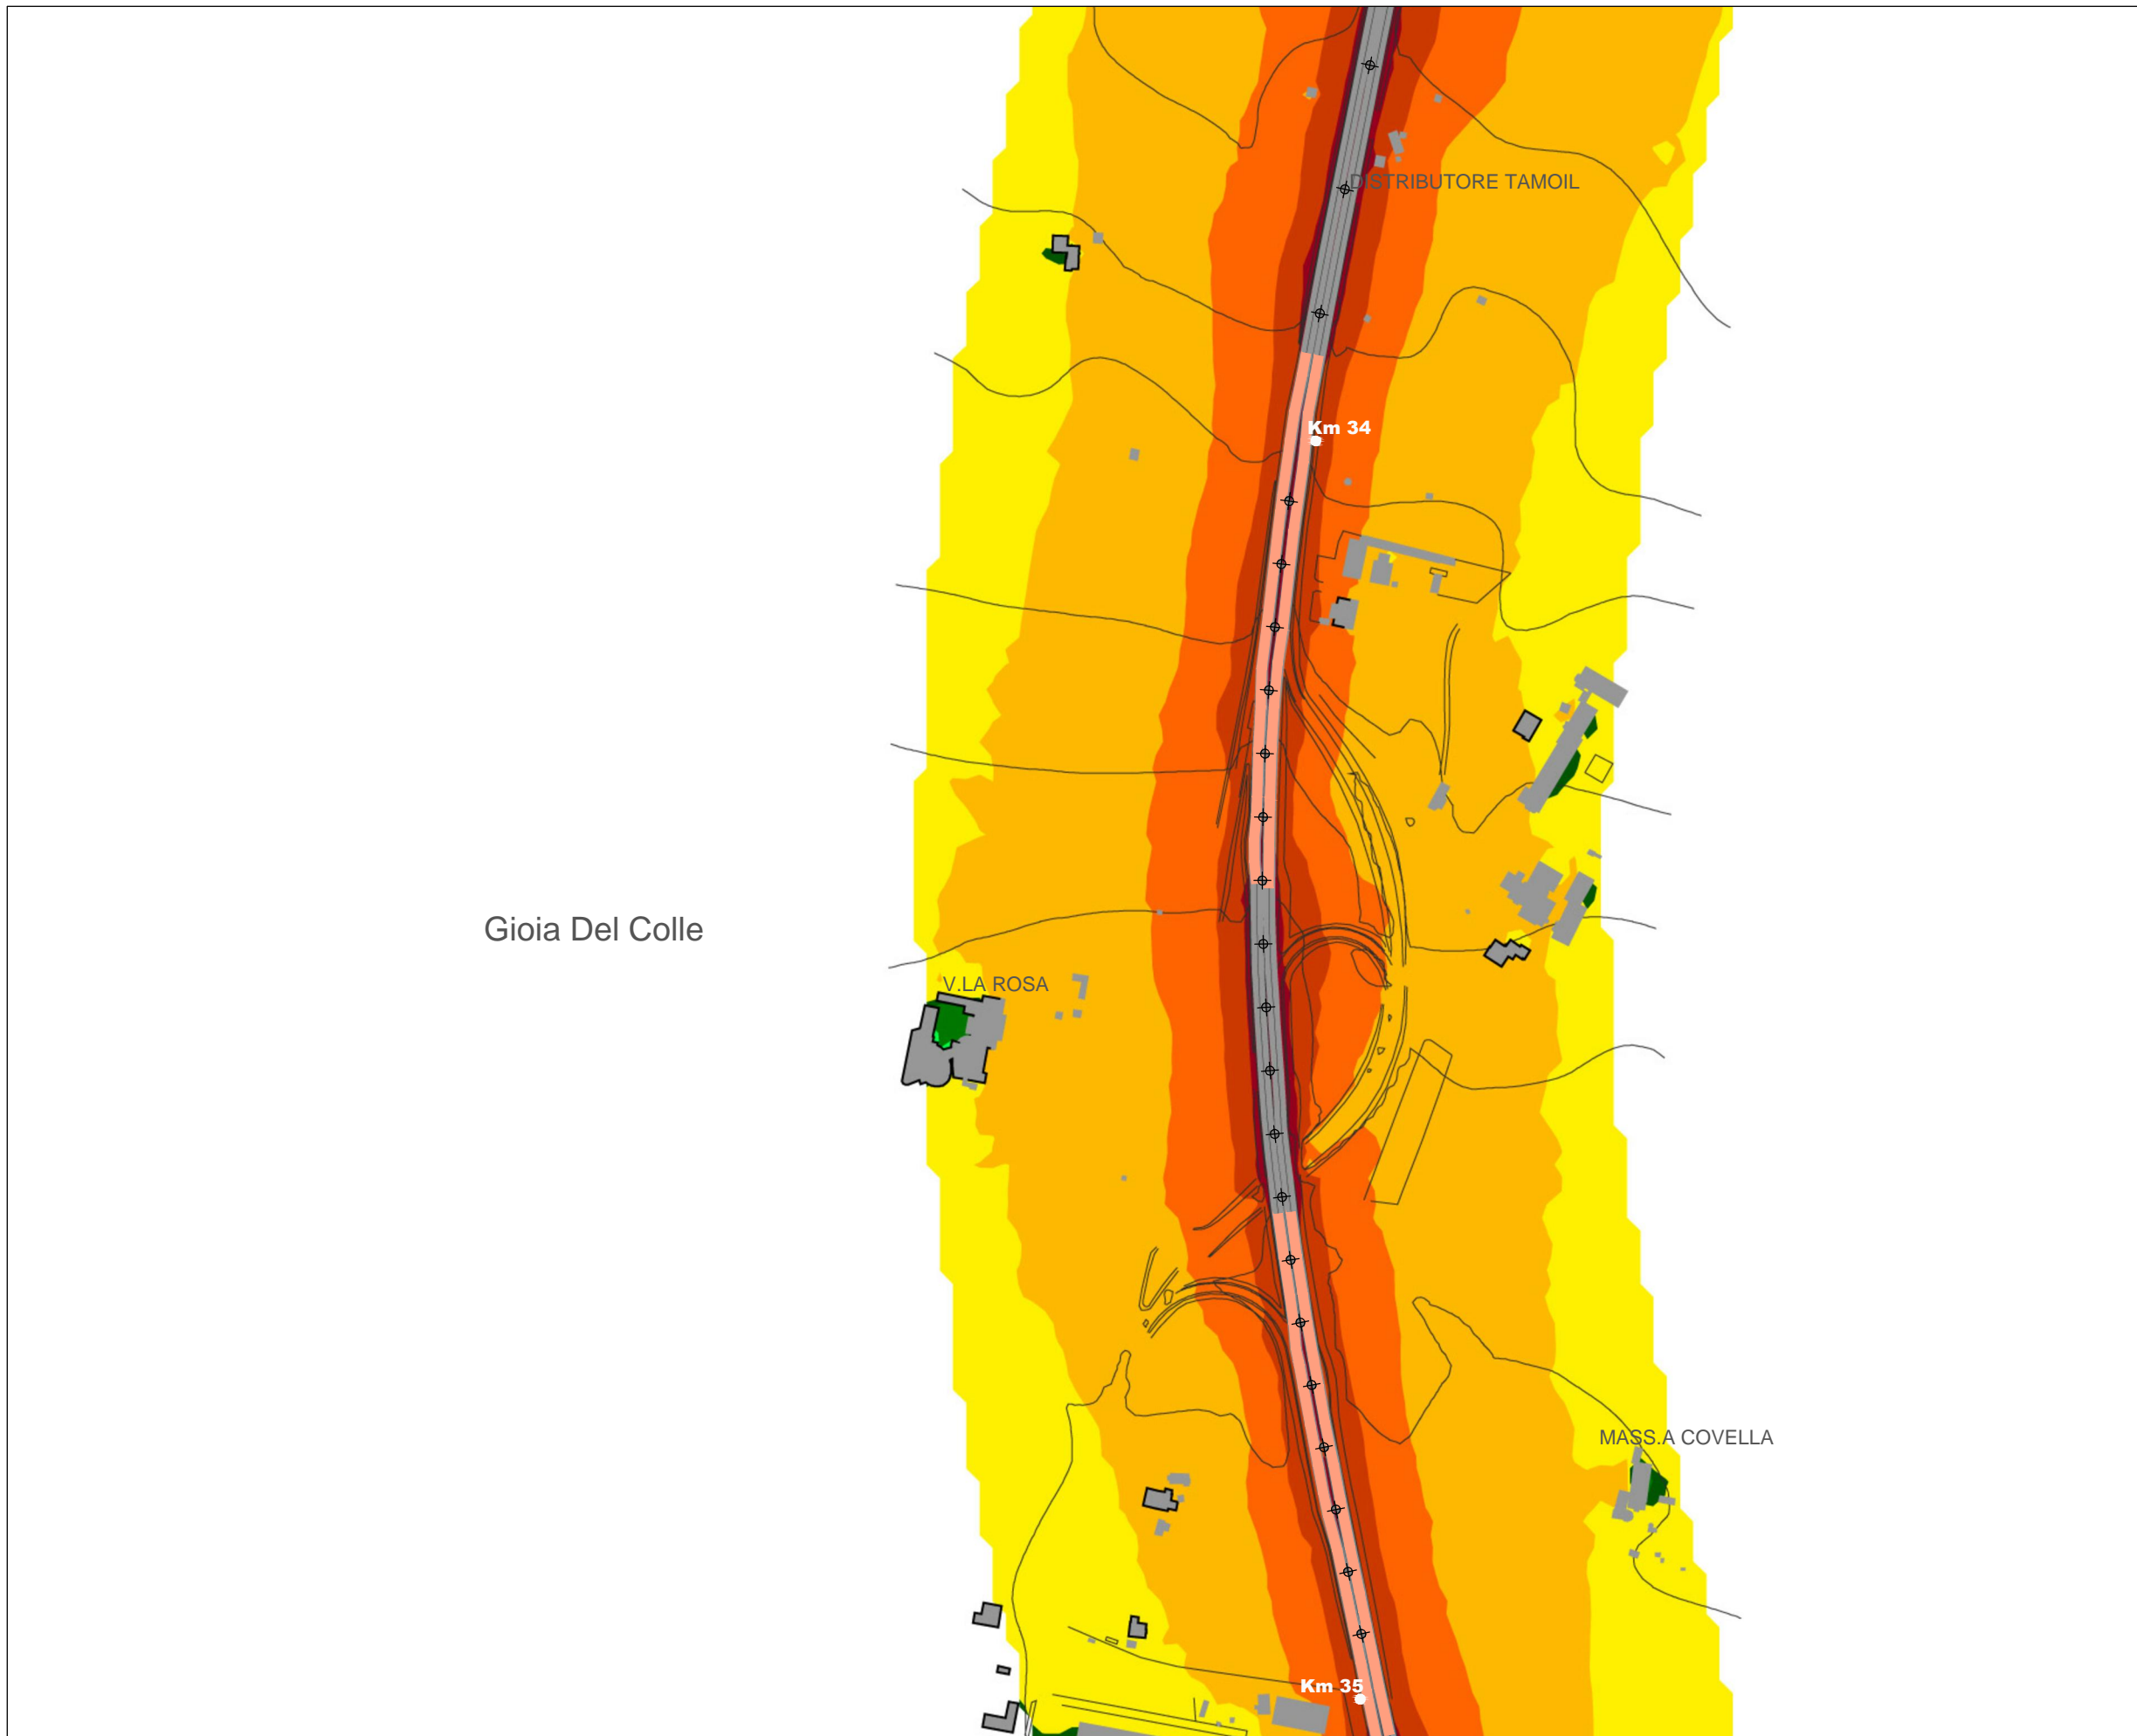 DISTRIBUTORE TAMOIL
Km 34
Gioia Del Colle
V.LA ROSA
MASS.A COVELLA
Km 35